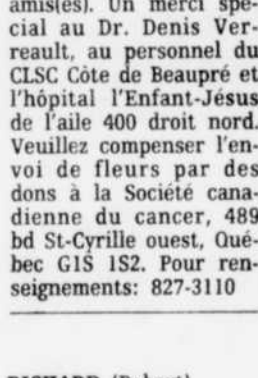 amis(es). Un merci spé-
cial au Dr. Denis Ver-
reault, au personnel du
CLSC Côte de Beaupré et
l'hôpital l'Enfant-Jésus
de l'aile 400 droit nord.
Veuillez compenser l'en-
voi de fleurs par des
dons à la Société cana-
dienne du cancer, 489
bd St-Cyrille ouest, Qué-
bec G1S 1S2. Pour ren-
seignements: 827-3110